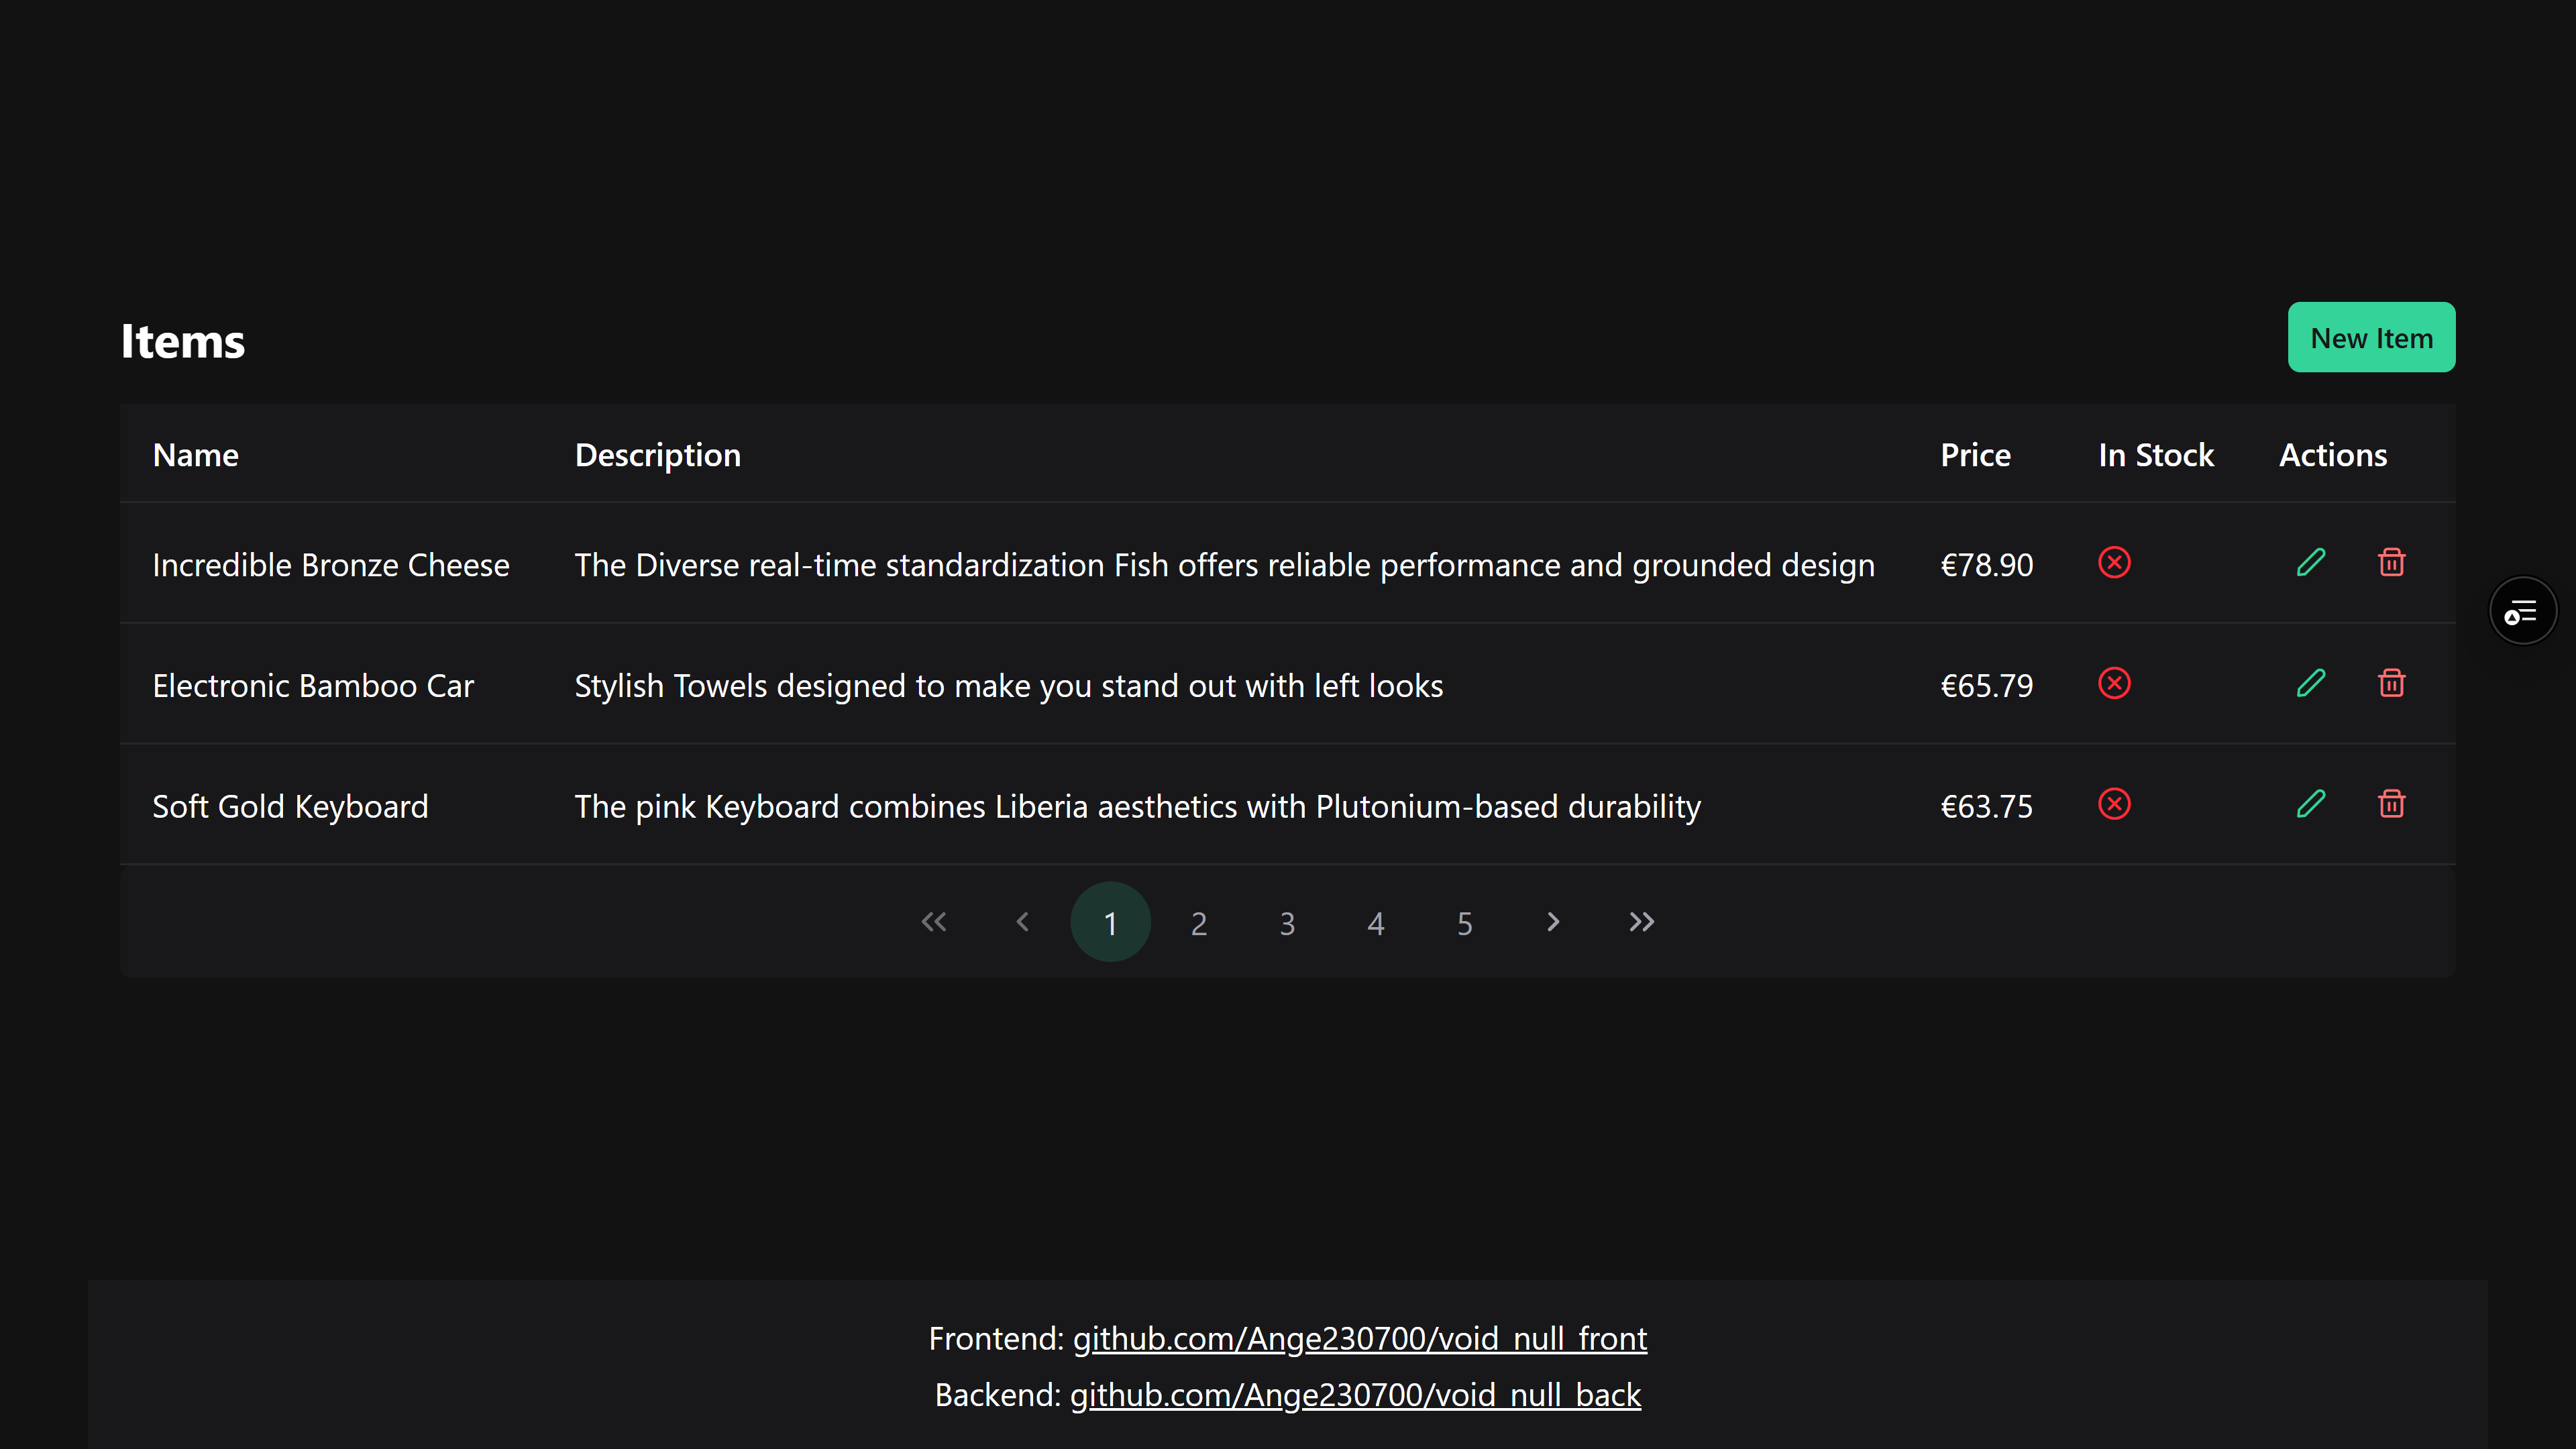 Items
New Item
Name Description Price In Stock Actions
Incredible Bronze Cheese The Diverse real-time standardization Fish offers reliable performance and grounded design €78.90
Electronic Bamboo Car Stylish Towels designed to make you stand out with left looks €65.79
Soft Gold Keyboard The pink Keyboard combines Liberia aesthetics with Plutonium-based durability €63.75
1 2 3 4 5
Frontend: github.com/Ange230700/void_null_front
Backend: github.com/Ange230700/void_null_back